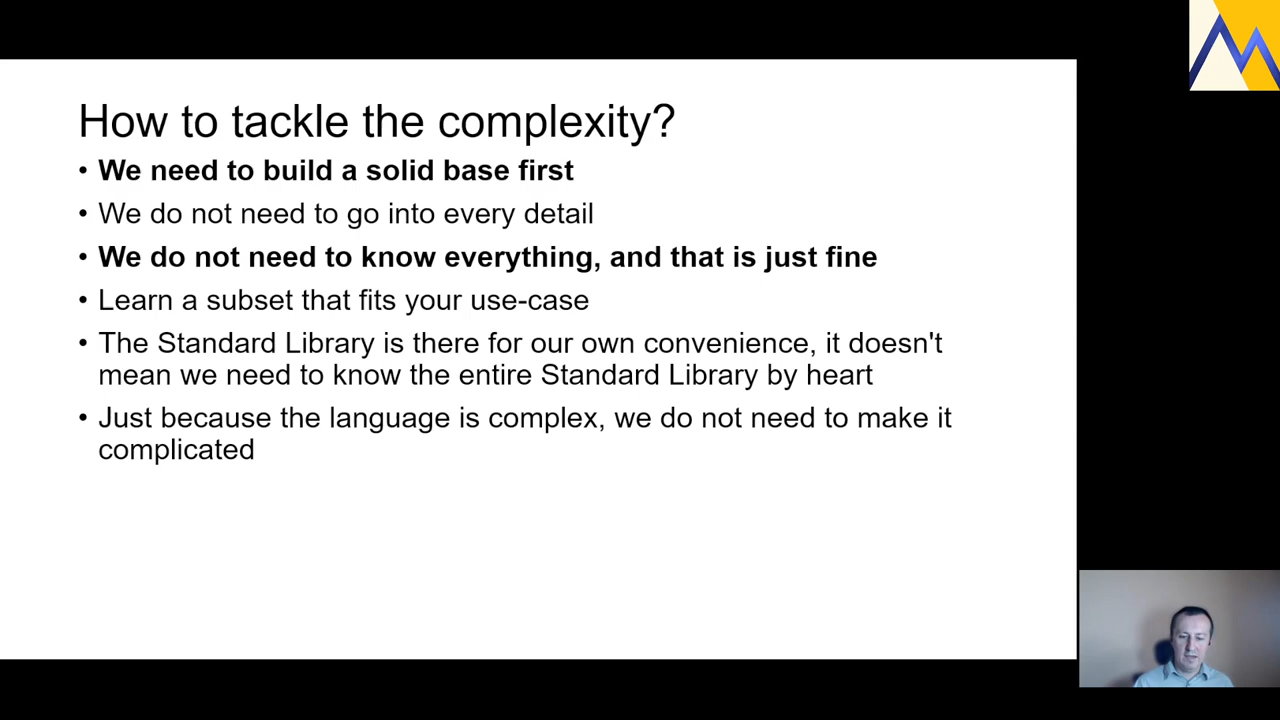 How to tackle the complexity?
• We need to build a solid base first
• We do not need to go into every detail
• We do not need to know everything, and that is just fine
• Learn a subset that fits your use-case
• The Standard Library is there for our own convenience, it doesn't
mean we need to know the entire Standard Library by heart
• Just because the language is complex, we do not need to make it
complicated